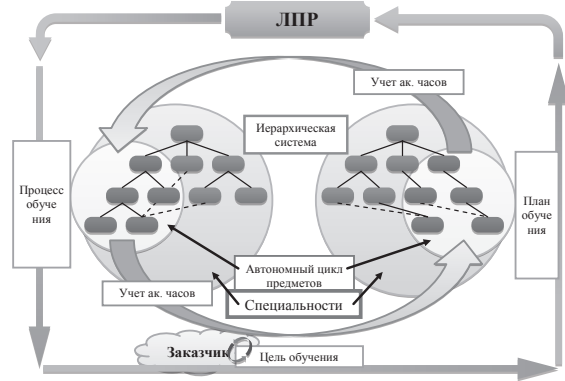 ЛПР
Учет ак. часов
Иерархическая
система
Процесс
обуче
ния
План
обуче
ния
Автономный цикл
предметов
Учет ак. часов
Специальности
Заказчик
Цель обучения